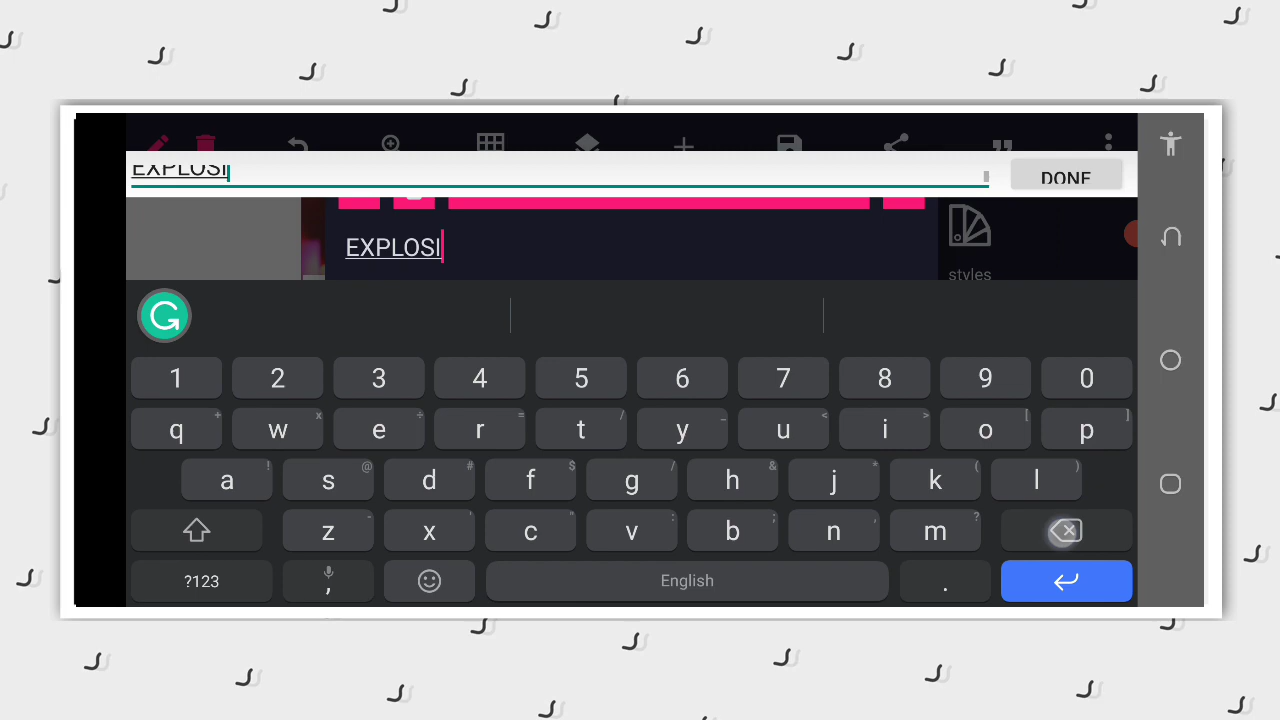 EXPLOSI
DONE
EXPLOSI
styles
1 2 3 4 5 6 7 8 9 0
q + w x e ÷ r = t / y _ u < i > o [ p ]
a ! s @ d # f $ g / h & j * k ( l )
z - x ' c " v : b ; n , m ?
?123 , English .